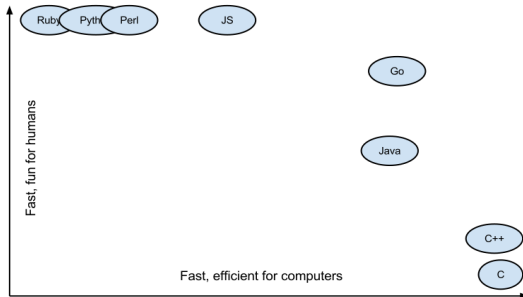 Ruby
Pyth
Perl
JS
Go
Java
C++
C
Fast, fun for humans
Fast, efficient for computers